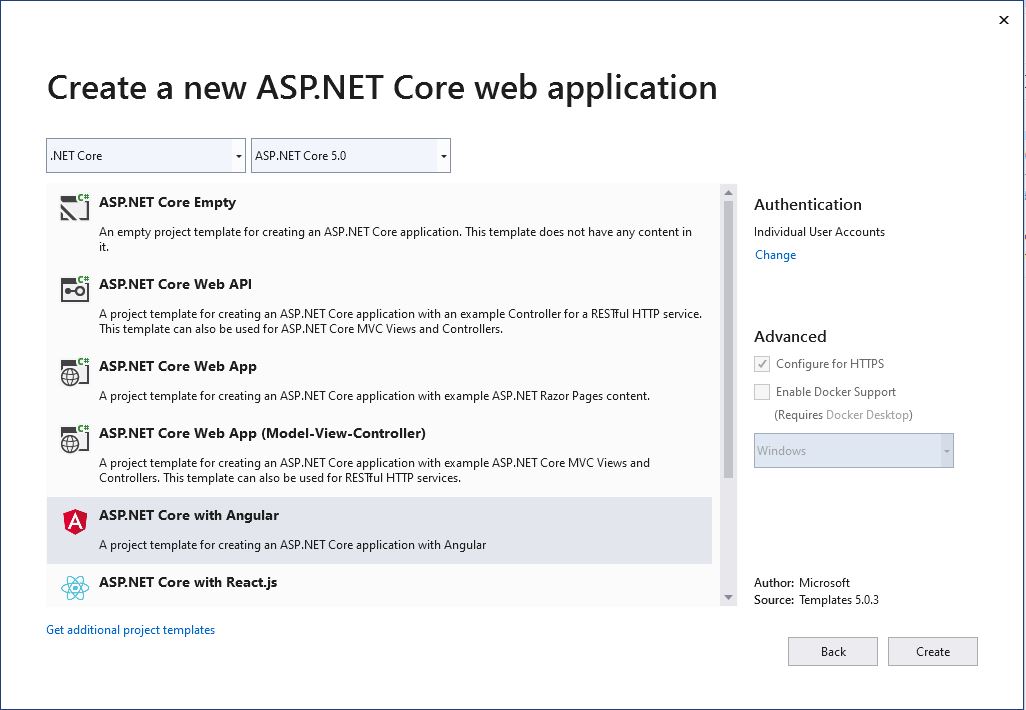 Create a new ASP.NET Core web application
.NET Core
ASP.NET Core 5.0
C#
ASP.NET Core Empty
An empty project template for creating an ASP.NET Core application. This template does not have any content in
it.
C#
ASP.NET Core Web API
A project template for creating an ASP.NET Core application with an example Controller for a RESTful HTTP service.
This template can also be used for ASP.NET Core MVC Views and Controllers.
C#
ASP.NET Core Web App
A project template for creating an ASP.NET Core application with example ASP.NET Razor Pages content.
C#
ASP.NET Core Web App (Model-View-Controller)
A project template for creating an ASP.NET Core application with example ASP.NET Core MVC Views and
Controllers. This template can also be used for RESTful HTTP services.
A
ASP.NET Core with Angular
A project template for creating an ASP.NET Core application with Angular
ASP.NET Core with React.js
Get additional project templates
Authentication
Individual User Accounts
Change
Advanced
Configure for HTTPS
Enable Docker Support
(Requires Docker Desktop)
Windows
Author: Microsoft
Source: Templates 5.0.3
Back
Create